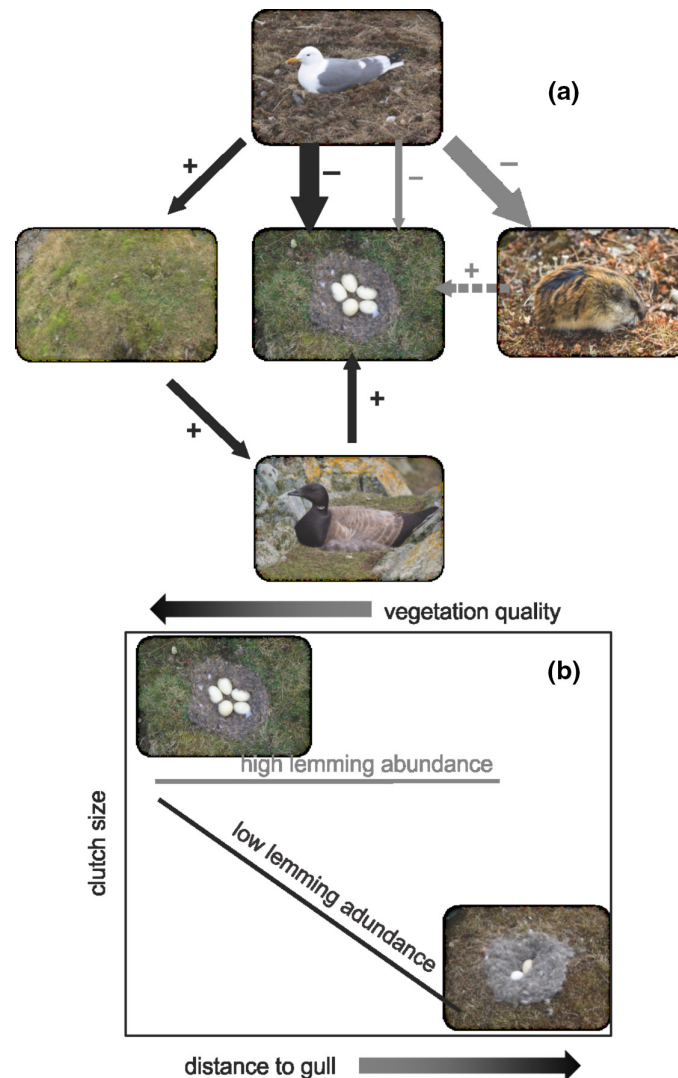 (a)
+
−
−
−
+
+
+
vegetation quality
(b)
high lemming abundance
clutch size
low lemming adundance
distance to gull